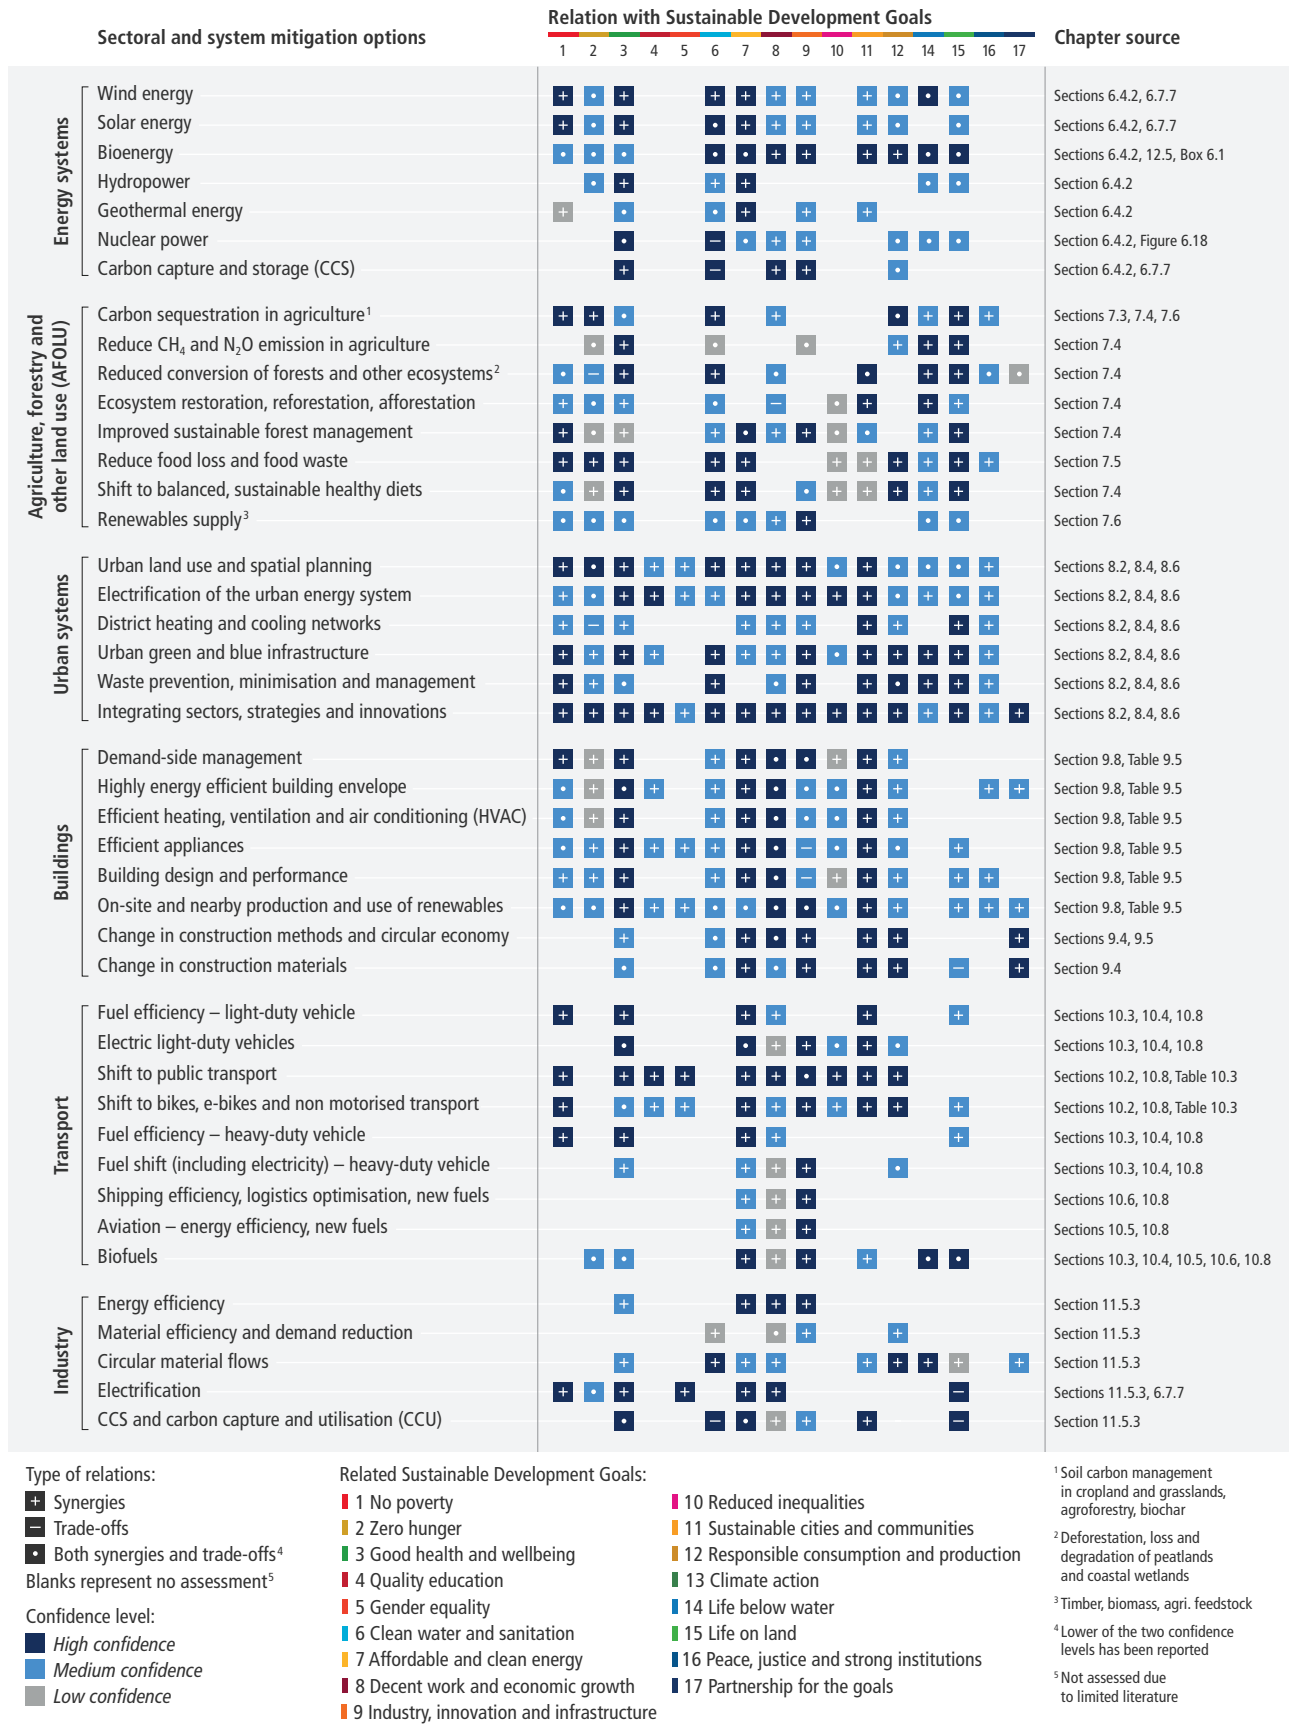 Relation with Sustainable Development Goals
Sectoral and system mitigation options
Chapter source
1 2 3 4 5 6 7 8 9 10 11 12 14 15 16 17
Energy systems
Wind energy + • + + + + + + • • • Sections 6.4.2, 6.7.7
Solar energy + • + • + + + + • • Sections 6.4.2, 6.7.7
Bioenergy • • • • • + + + + • • Sections 6.4.2, 12.5, Box 6.1
Hydropower • + + + • • Section 6.4.2
Geothermal energy + • • + + + Section 6.4.2
Nuclear power • – • + + • • • Section 6.4.2, Figure 6.18
Carbon capture and storage (CCS) + – + + • Section 6.4.2, 6.7.7
Agriculture, forestry and
other land use (AFOLU)
Carbon sequestration in agriculture¹ + + • + + • + + + Sections 7.3, 7.4, 7.6
Reduce CH₄ and N₂O emission in agriculture • + • • + + + Section 7.4
Reduced conversion of forests and other ecosystems² • – + + • • + + • • Section 7.4
Ecosystem restoration, reforestation, afforestation + • + • – • + + + Section 7.4
Improved sustainable forest management + • + + • + + • • + + Section 7.4
Reduce food loss and food waste + + + + + + + + + + + Section 7.5
Shift to balanced, sustainable healthy diets • + + + + • + + + + + Section 7.4
Renewables supply³ • • • • • + + • • Section 7.6
Urban systems
Urban land use and spatial planning + • + + + + + + + • + • • • + Sections 8.2, 8.4, 8.6
Electrification of the urban energy system + • + + + + + + + + + • + • + Sections 8.2, 8.4, 8.6
District heating and cooling networks + – + + + + + + + + Sections 8.2, 8.4, 8.6
Urban green and blue infrastructure + + + + + + + + • + + + + + Sections 8.2, 8.4, 8.6
Waste prevention, minimisation and management + + • + • + + • + + + Sections 8.2, 8.4, 8.6
Integrating sectors, strategies and innovations + + + + + + + + + + + + + + + + Sections 8.2, 8.4, 8.6
Buildings
Demand-side management + + + + + • • + + + Section 9.8, Table 9.5
Highly energy efficient building envelope • + • + + + • • • + + + + Section 9.8, Table 9.5
Efficient heating, ventilation and air conditioning (HVAC) • + + + + • • • + + Section 9.8, Table 9.5
Efficient appliances • + + + + + + • – • + • + Section 9.8, Table 9.5
Building design and performance + + + + + • – + + + + + Section 9.8, Table 9.5
On-site and nearby production and use of renewables • • + + + • • • • • + + + + + Section 9.8, Table 9.5
Change in construction methods and circular economy + • + • + + + + Sections 9.4, 9.5
Change in construction materials • • + • + + + – + Section 9.4
Transport
Fuel efficiency – light-duty vehicle + + + + + + Sections 10.3, 10.4, 10.8
Electric light-duty vehicles • • + + • + • Sections 10.3, 10.4, 10.8
Shift to public transport + + + + + + • + + + Sections 10.2, 10.8, Table 10.3
Shift to bikes, e-bikes and non motorised transport + • + + + + + + + + + Sections 10.2, 10.8, Table 10.3
Fuel efficiency – heavy-duty vehicle + + + + + Sections 10.3, 10.4, 10.8
Fuel shift (including electricity) – heavy-duty vehicle + + + + • Sections 10.3, 10.4, 10.8
Shipping efficiency, logistics optimisation, new fuels + + + Sections 10.6, 10.8
Aviation – energy efficiency, new fuels + + + Sections 10.5, 10.8
Biofuels • • + + + + • • Sections 10.3, 10.4, 10.5, 10.6, 10.8
Industry
Energy efficiency + + + + Section 11.5.3
Material efficiency and demand reduction + • + + Section 11.5.3
Circular material flows + + + + + + + + + Section 11.5.3
Electrification + • + + + + – Sections 11.5.3, 6.7.7
CCS and carbon capture and utilisation (CCU) • – • + + + – Section 11.5.3
Type of relations:
+ Synergies
– Trade-offs
• Both synergies and trade-offs⁴
Blanks represent no assessment⁵
Confidence level:
High confidence
Medium confidence
Low confidence
Related Sustainable Development Goals:
1 No poverty
2 Zero hunger
3 Good health and wellbeing
4 Quality education
5 Gender equality
6 Clean water and sanitation
7 Affordable and clean energy
8 Decent work and economic growth
9 Industry, innovation and infrastructure
10 Reduced inequalities
11 Sustainable cities and communities
12 Responsible consumption and production
13 Climate action
14 Life below water
15 Life on land
16 Peace, justice and strong institutions
17 Partnership for the goals
¹ Soil carbon management
in cropland and grasslands,
agroforestry, biochar
² Deforestation, loss and
degradation of peatlands
and coastal wetlands
³ Timber, biomass, agri. feedstock
⁴ Lower of the two confidence
levels has been reported
⁵ Not assessed due
to limited literature